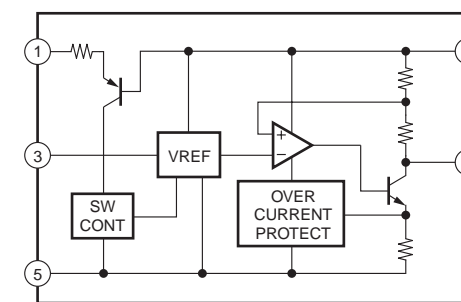 1
+
3
VREF
−
SW
CONT
OVER
CURRENT
PROTECT
5